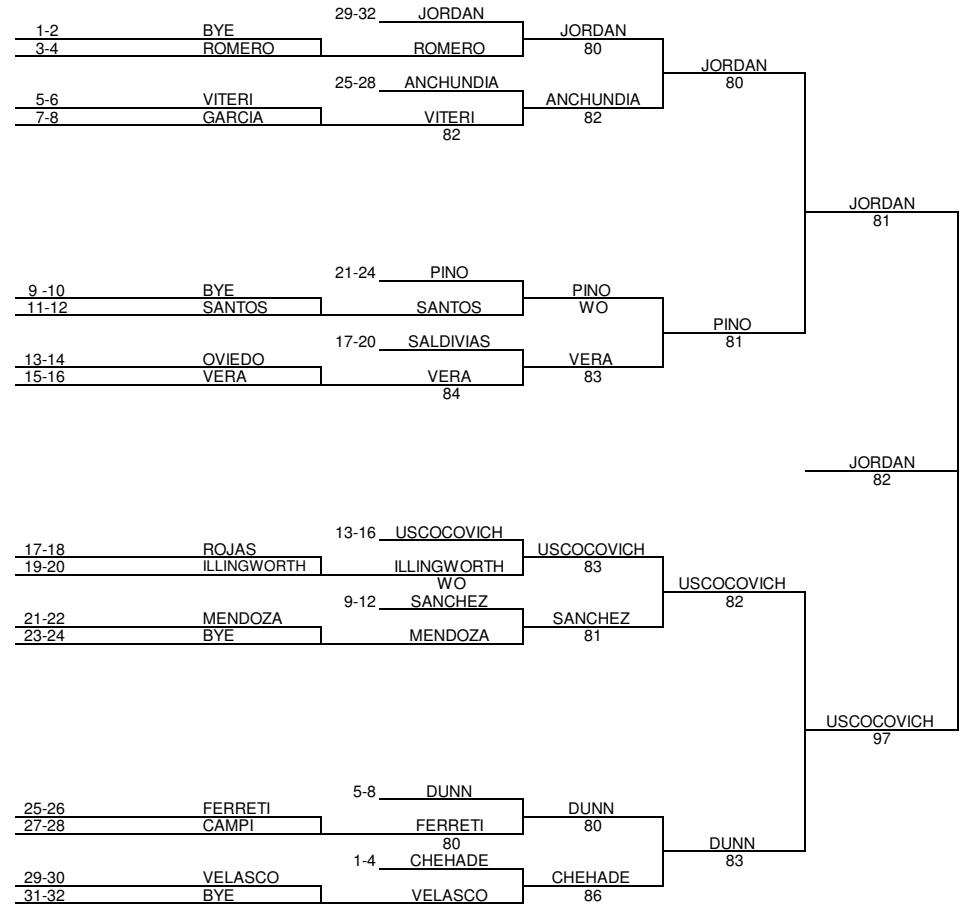 29-32 JORDAN
1-2 BYE JORDAN
3-4 ROMERO ROMERO 80
JORDAN
25-28 ANCHUNDIA 80
5-6 VITERI ANCHUNDIA
7-8 GARCIA VITERI 82
82
JORDAN
81
21-24 PINO
9 -10 BYE PINO
11-12 SANTOS SANTOS WO
PINO
17-20 SALDIVIAS 81
13-14 OVIEDO VERA
15-16 VERA VERA 83
84
JORDAN
82
13-16 USCOCOVICH
17-18 ROJAS USCOCOVICH
19-20 ILLINGWORTH ILLINGWORTH 83
WO USCOCOVICH
9-12 SANCHEZ 82
21-22 MENDOZA SANCHEZ
23-24 BYE MENDOZA 81
USCOCOVICH
97
5-8 DUNN
25-26 FERRETI DUNN
27-28 CAMPI FERRETI 80
80 DUNN
1-4 CHEHADE 83
29-30 VELASCO CHEHADE
31-32 BYE VELASCO 86